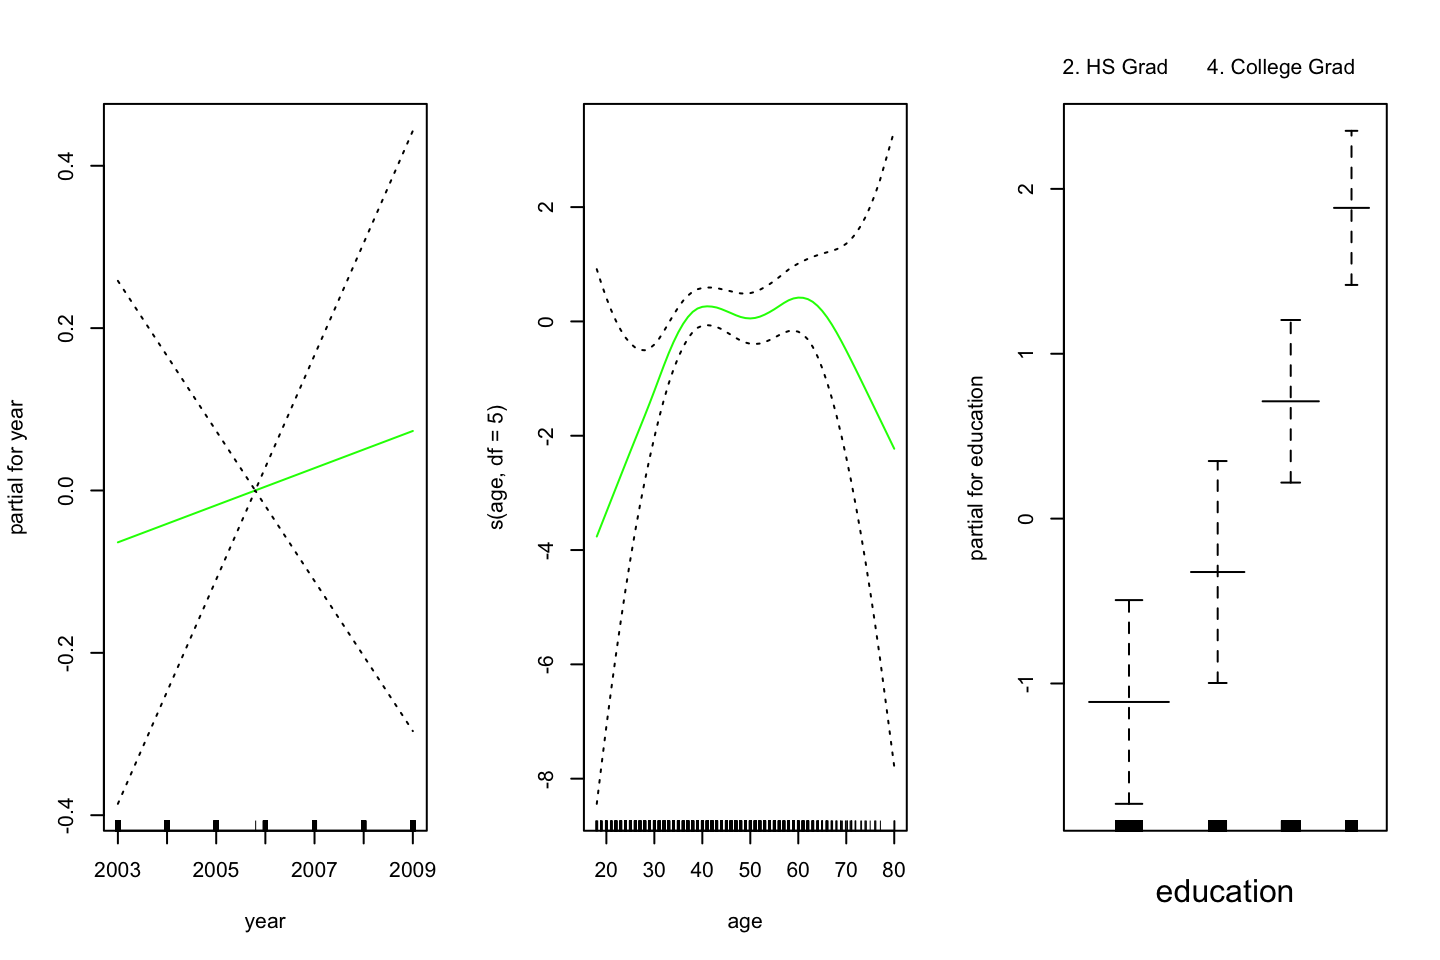 2. HS Grad 4. College Grad
partial for year
0.4
0.2
0.0
-0.2
-0.4
2003 2005 2007 2009
year
s(age, df = 5)
2
0
-2
-4
-6
-8
20 30 40 50 60 70 80
age
partial for education
2
1
0
-1
education